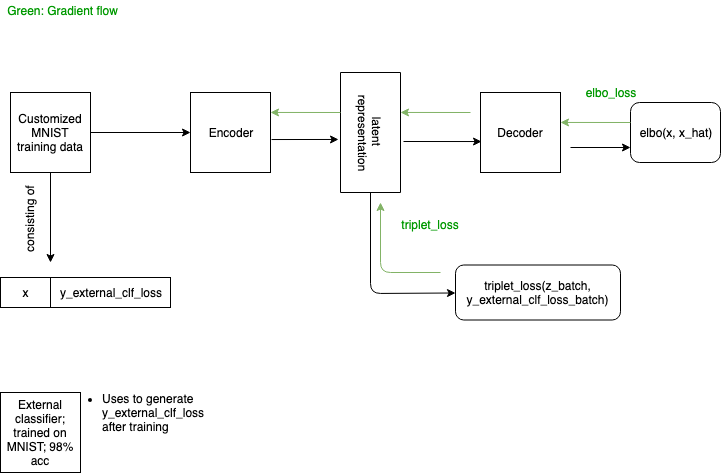 Green: Gradient flow
elbo_loss
Customized
MNIST
training data
Encoder
latent
representation
Decoder
elbo(x, x_hat)
consisting of
triplet_loss
x
y_external_clf_loss
triplet_loss(z_batch,
y_external_clf_loss_batch)
External
classifier;
trained on
MNIST; 98%
acc
• Uses to generate
y_external_clf_loss
after training